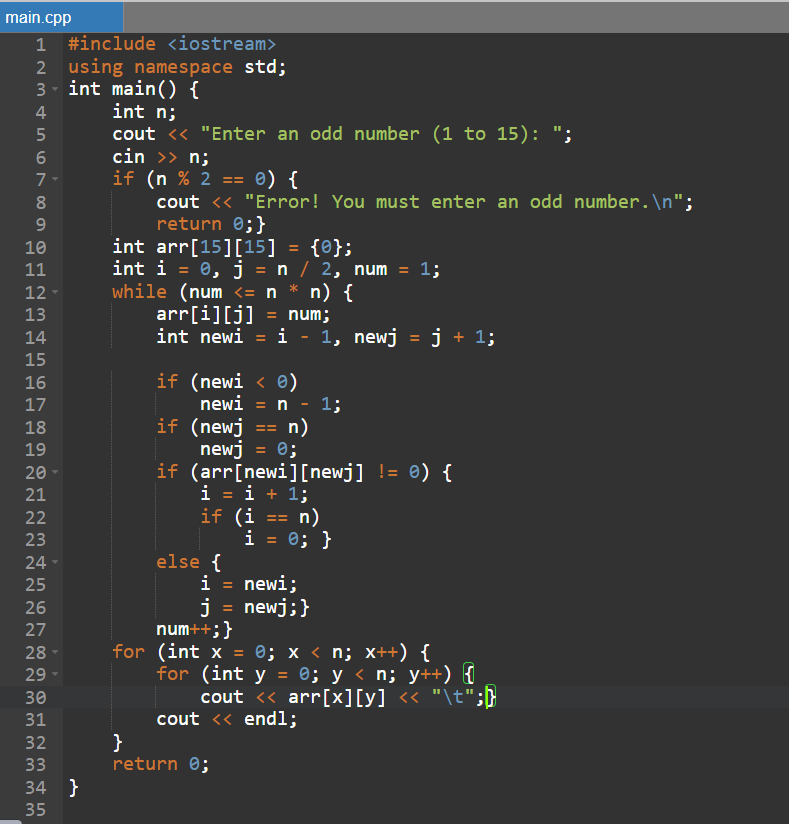 main.cpp
1 #include <iostream>
2 using namespace std;
3 int main() {
4     int n;
5     cout << "Enter an odd number (1 to 15): ";
6     cin >> n;
7     if (n % 2 == 0) {
8         cout << "Error! You must enter an odd number.\n";
9         return 0;}
10     int arr[15][15] = {0};
11     int i = 0, j = n / 2, num = 1;
12     while (num <= n * n) {
13         arr[i][j] = num;
14         int newi = i - 1, newj = j + 1;
15
16         if (newi < 0)
17             newi = n - 1;
18         if (newj == n)
19             newj = 0;
20         if (arr[newi][newj] != 0) {
21             i = i + 1;
22             if (i == n)
23                 i = 0; }
24         else {
25             i = newi;
26             j = newj;}
27         num++;}
28     for (int x = 0; x < n; x++) {
29         for (int y = 0; y < n; y++) {
30             cout << arr[x][y] << "\t";}
31         cout << endl;
32     }
33     return 0;
34 }
35